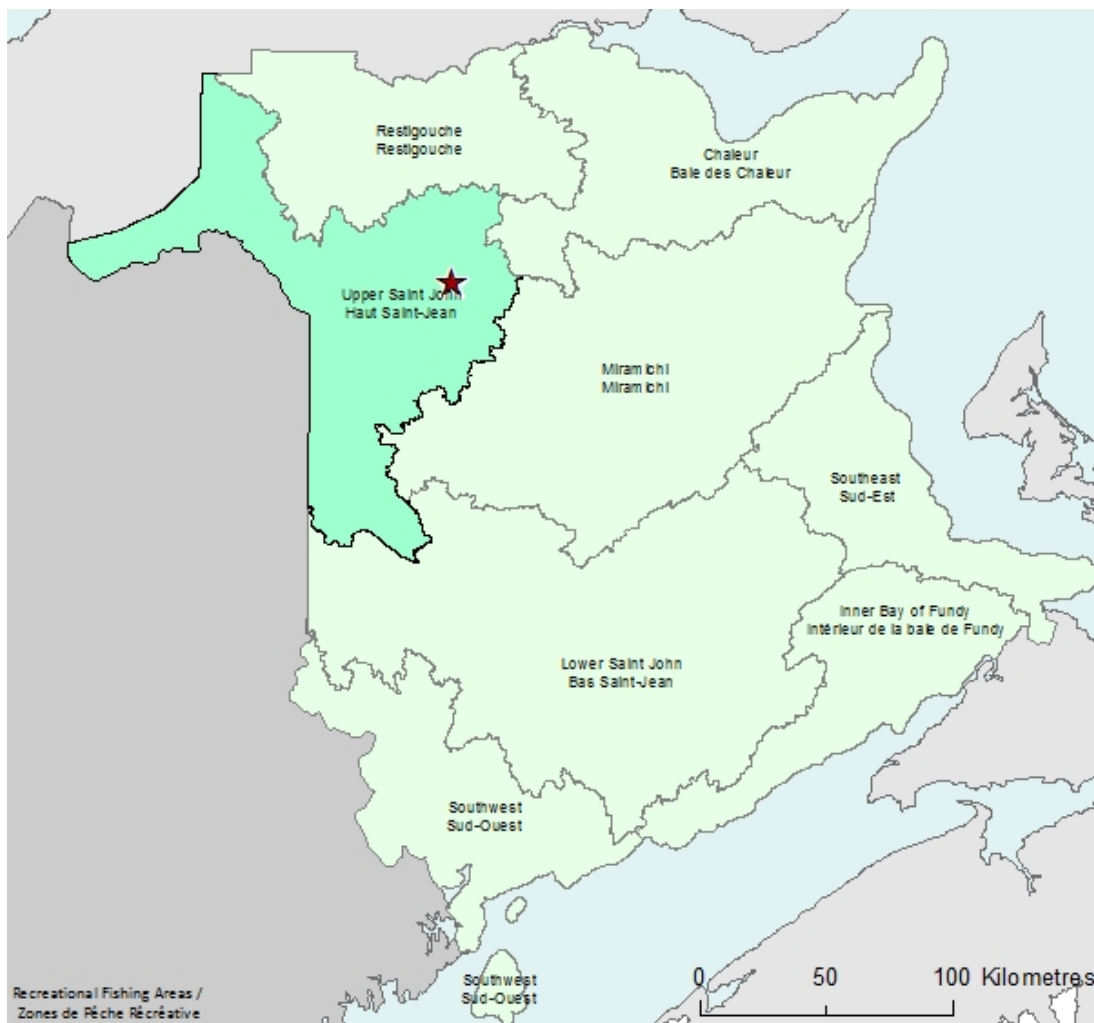 Restigouche
Restigouche
Chaleur
Baie des Chaleur
Upper Saint John
Haut Saint-Jean
Miramichi
Miramichi
Southeast
Sud-Est
Inner Bay of Fundy
Intérieur de la baie de Fundy
Lower Saint John
Bas Saint-Jean
Southwest
Sud-Ouest
Southwest
Sud-Ouest
0 50 100 Kilometres
Recreational Fishing Areas /
Zones de Pêche Récréative